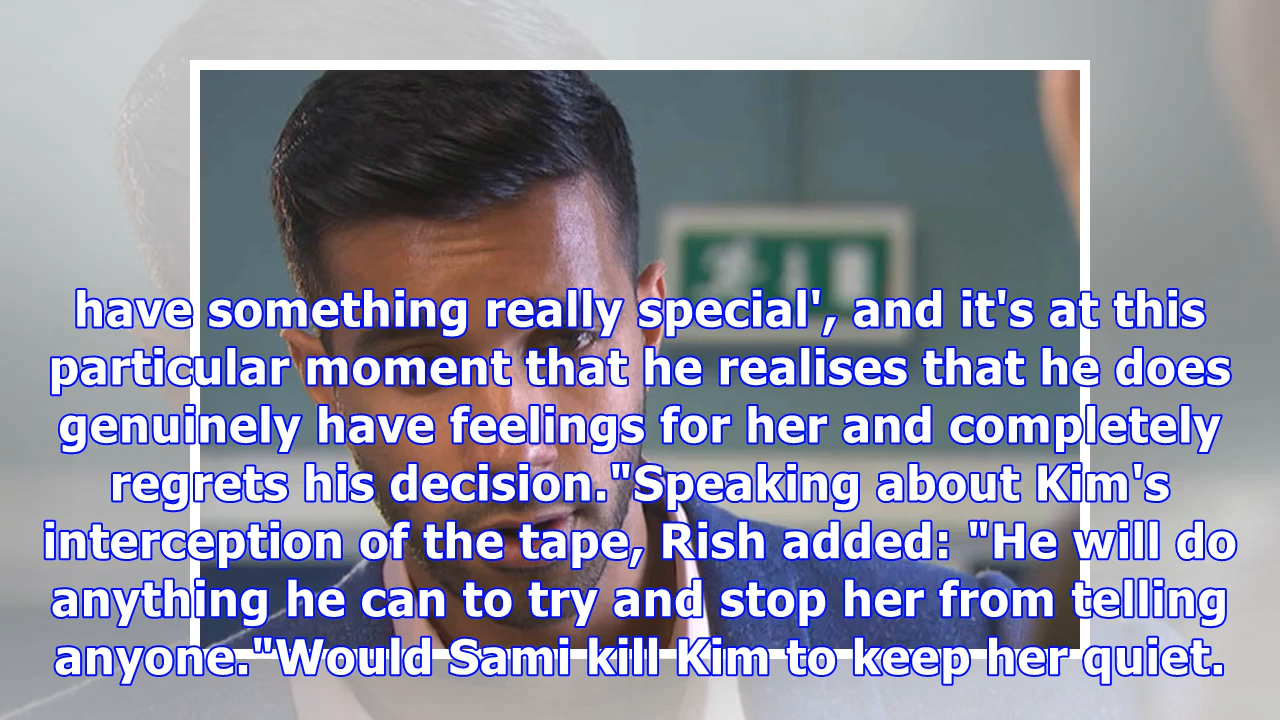 have something really special', and it's at this
particular moment that he realises that he does
genuinely have feelings for her and completely
regrets his decision."Speaking about Kim's
interception of the tape, Rish added: "He will do
anything he can to try and stop her from telling
anyone."Would Sami kill Kim to keep her quiet.